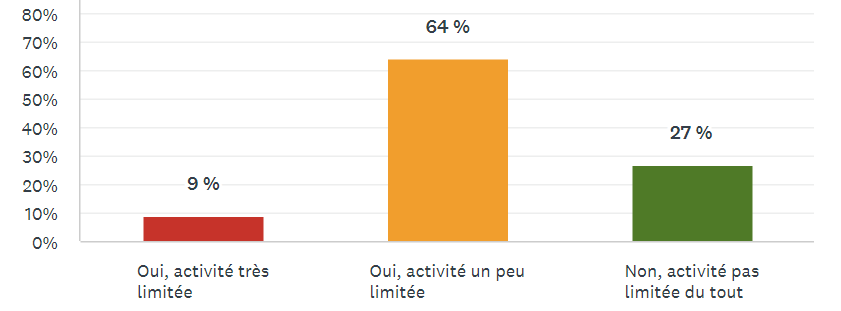 80%
64 %
70%
60%
50%
40%
27 %
30%
9 %
20%
10%
0%
Oui, activité très
limitée
Oui, activité un peu
limitée
Non, activité pas
limitée du tout